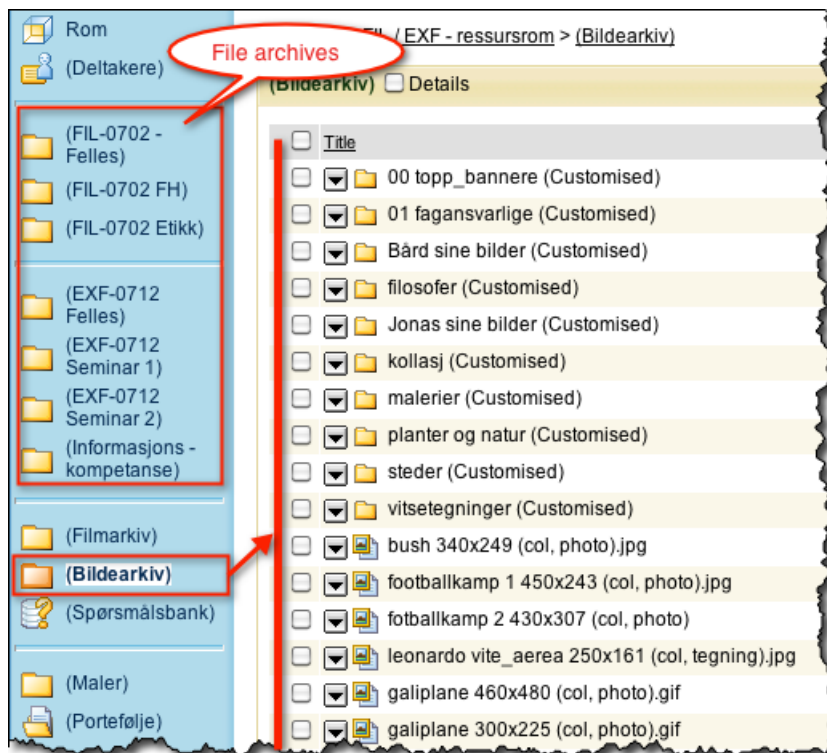 Rom
(Deltakere)
File archives
(FIL-0702 -
Felles)
(FIL-0702 FH)
(FIL-0702 Etikk)
(EXF-0712
Felles)
(EXF-0712
Seminar 1)
(EXF-0712
Seminar 2)
(Informasjons -
kompetanse)
(Filmarkiv)
(Bildearkiv)
(Spørsmålsbank)
(Maler)
(Portefølje)
/ EXF - ressursrom > (Bildearkiv)
(Bildearkiv) Details
Title
00 topp_bannere (Customised)
01 fagansvarlige (Customised)
Bård sine bilder (Customised)
filosofer (Customised)
Jonas sine bilder (Customised)
kollasj (Customised)
malerier (Customised)
planter og natur (Customised)
steder (Customised)
vitsetegninger (Customised)
bush 340x249 (col, photo).jpg
footballkamp 1 450x243 (col, photo).jpg
fotballkamp 2 430x307 (col, photo)
leonardo vite_aerea 250x161 (col, tegning).jpg
galiplane 460x480 (col, photo).gif
galiplane 300x225 (col, photo).gif